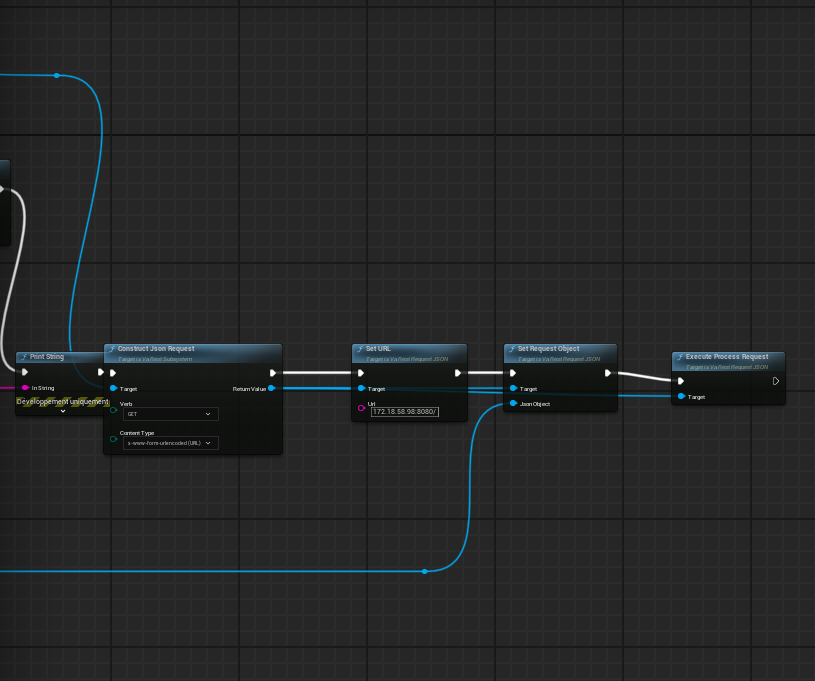 Print String
In String
Développement uniquement
Construct Json Request
Target is VaRest Subsystem
Target
Return Value
Verb
GET
Content Type
x-www-form-urlencoded (URL)
Set URL
Target is VaRest Request JSON
Target
Url
172.18.58.98:8080/
Set Request Object
Target is VaRest Request JSON
Target
Json Object
Execute Process Request
Target is VaRest Request JSON
Target